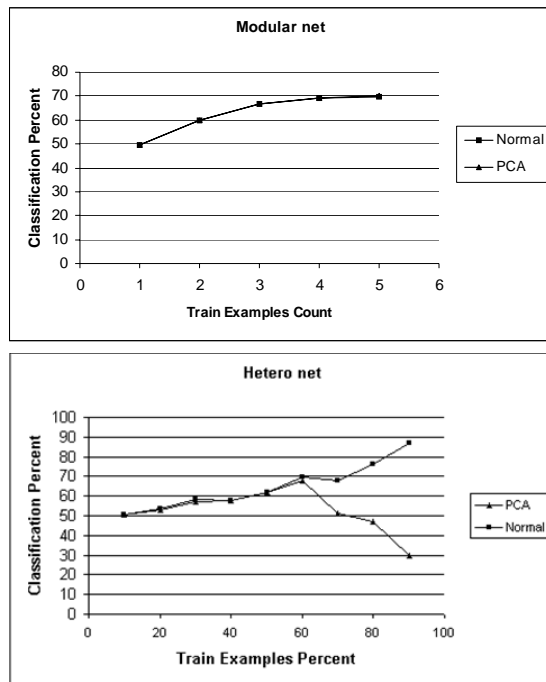 Modular net
80
70
60
50
40
30
20
10
0
Classification Percent
0 1 2 3 4 5 6
Train Examples Count
Normal
PCA
Hetero net
100
90
80
70
60
50
40
30
20
10
0
Classification Percent
0 20 40 60 80 100
Train Examples Percent
PCA
Normal